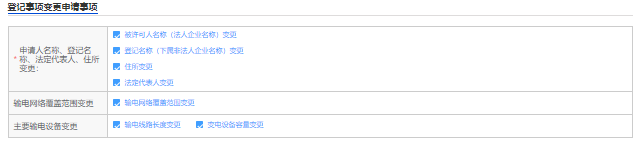 登记事项变更申请事项
* 申请人名称、登记名称、法定代表人、住所变更：
被许可人名称（法人企业名称）变更
登记名称（下属非法人企业名称）变更
住所变更
法定代表人变更
输电网络覆盖范围变更
输电网络覆盖范围变更
主要输电设备变更
输电线路长度变更 变电设备容量变更